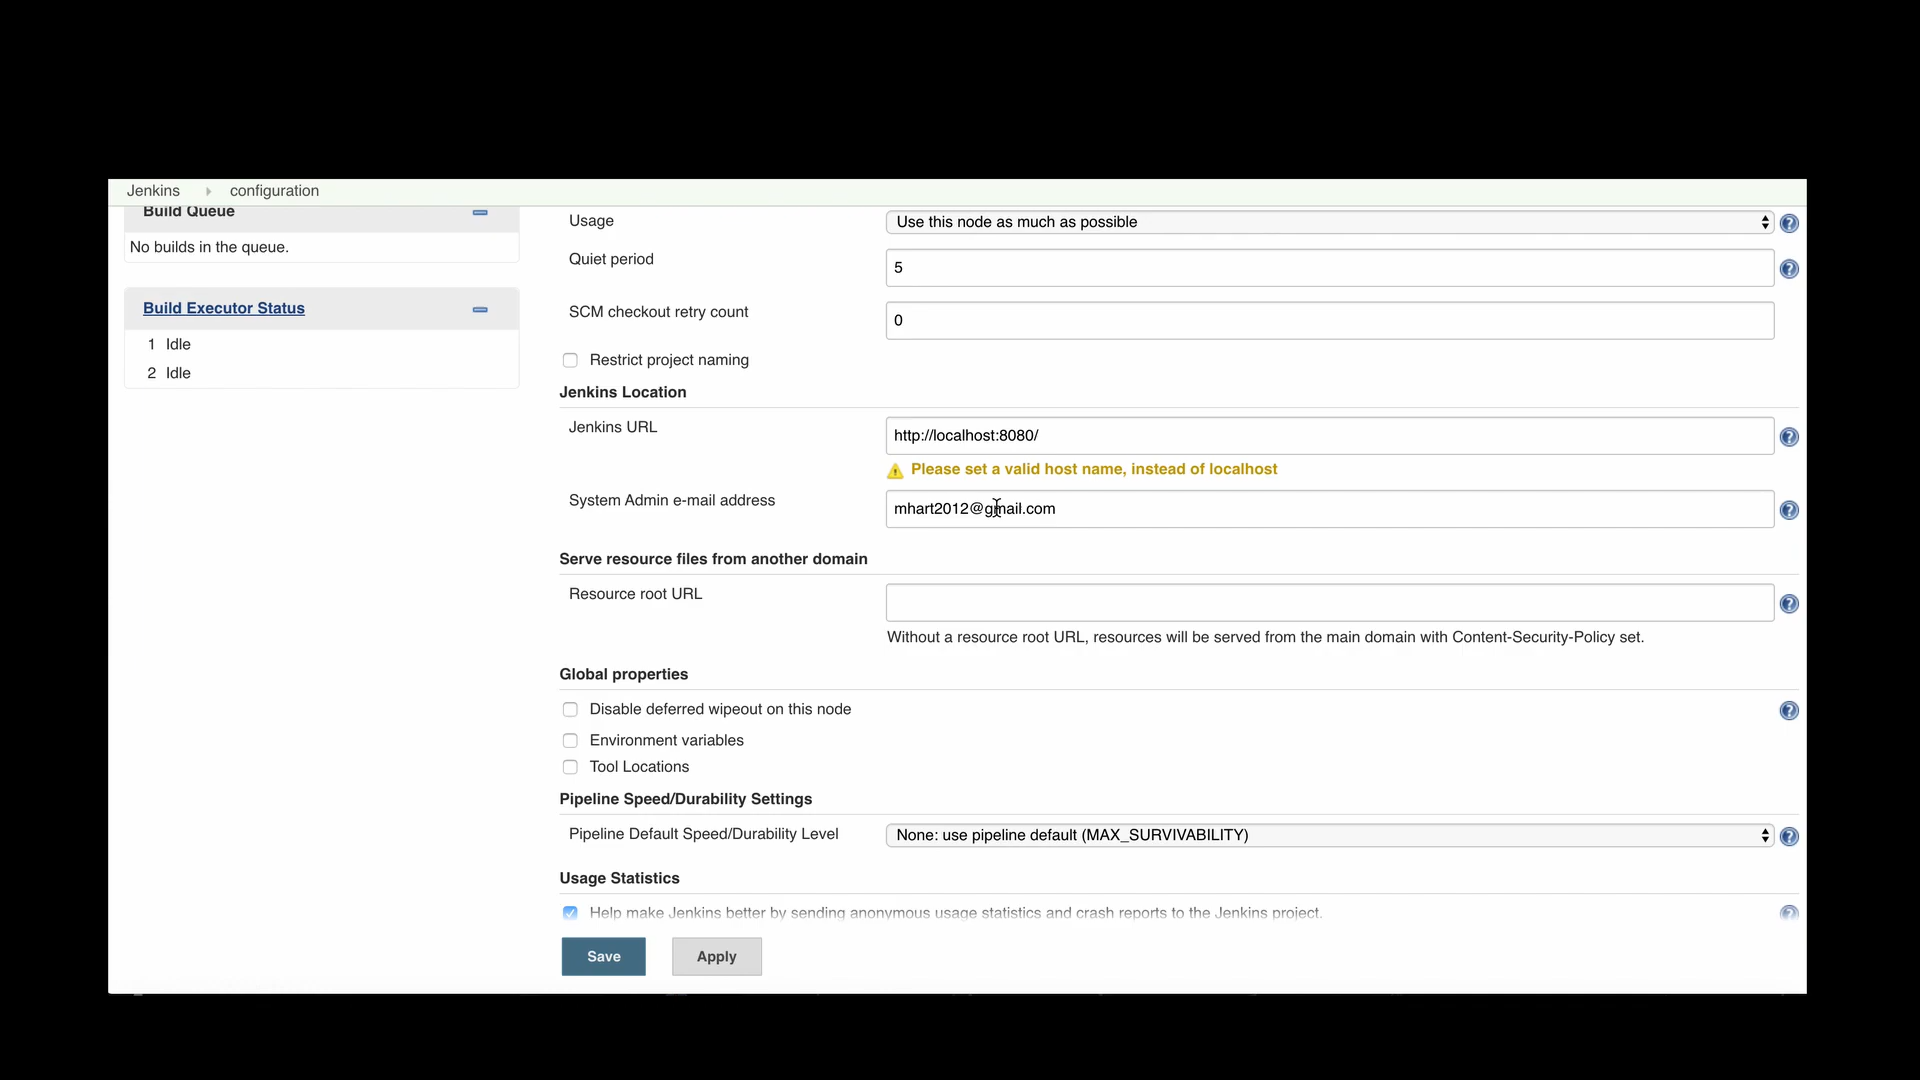 Jenkins configuration
Build Queue
No builds in the queue.
Build Executor Status
1 Idle
2 Idle
Usage Use this node as much as possible
Quiet period 5
SCM checkout retry count 0
Restrict project naming
Jenkins Location
Jenkins URL http://localhost:8080/
Please set a valid host name, instead of localhost
System Admin e-mail address mhart2012@gmail.com
Serve resource files from another domain
Resource root URL
Without a resource root URL, resources will be served from the main domain with Content-Security-Policy set.
Global properties
Disable deferred wipeout on this node
Environment variables
Tool Locations
Pipeline Speed/Durability Settings
Pipeline Default Speed/Durability Level None: use pipeline default (MAX_SURVIVABILITY)
Usage Statistics
Help make Jenkins better by sending anonymous usage statistics and crash reports to the Jenkins project.
Save Apply